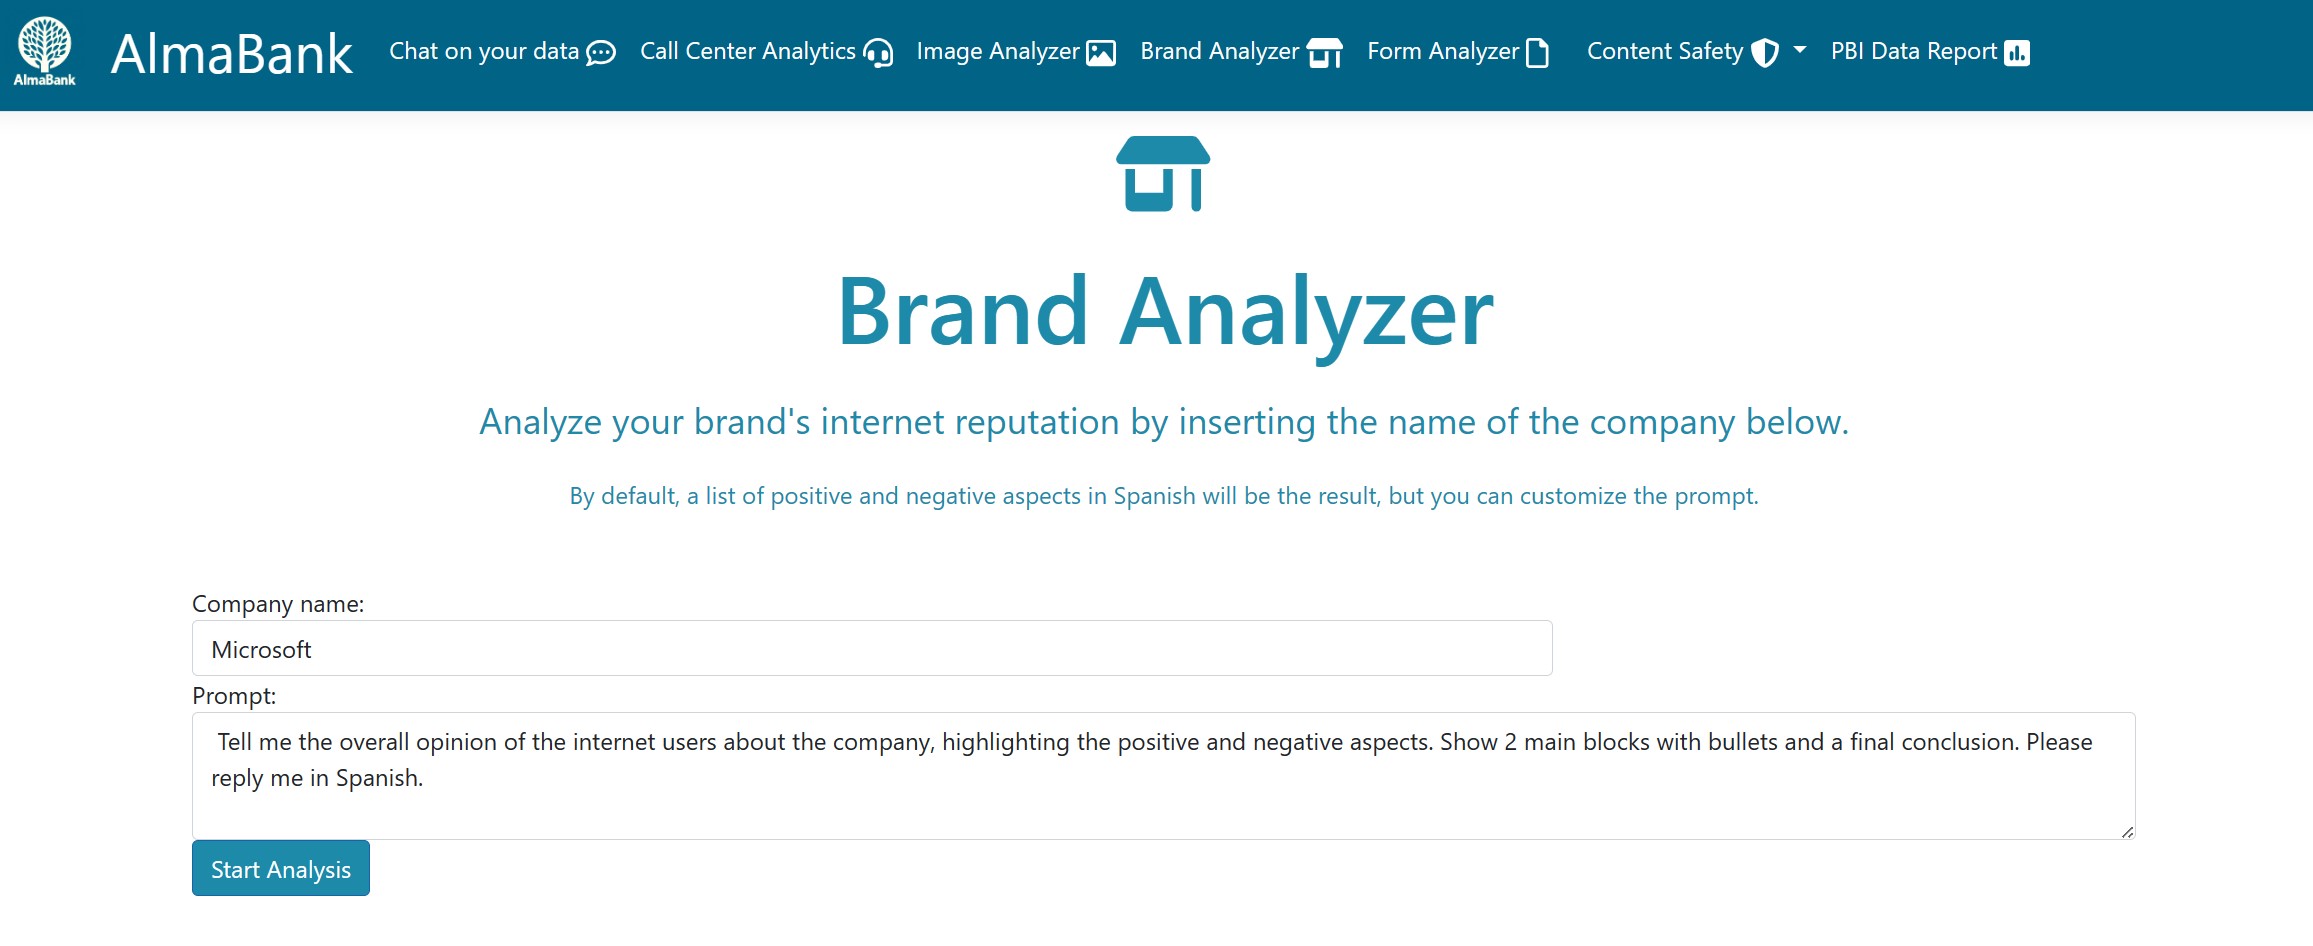 AlmaBank
AlmaBank Chat on your data Call Center Analytics Image Analyzer Brand Analyzer Form Analyzer Content Safety PBI Data Report
Brand Analyzer
Analyze your brand's internet reputation by inserting the name of the company below.
By default, a list of positive and negative aspects in Spanish will be the result, but you can customize the prompt.
Company name:
Microsoft
Prompt:
Tell me the overall opinion of the internet users about the company, highlighting the positive and negative aspects. Show 2 main blocks with bullets and a final conclusion. Please
reply me in Spanish.
Start Analysis